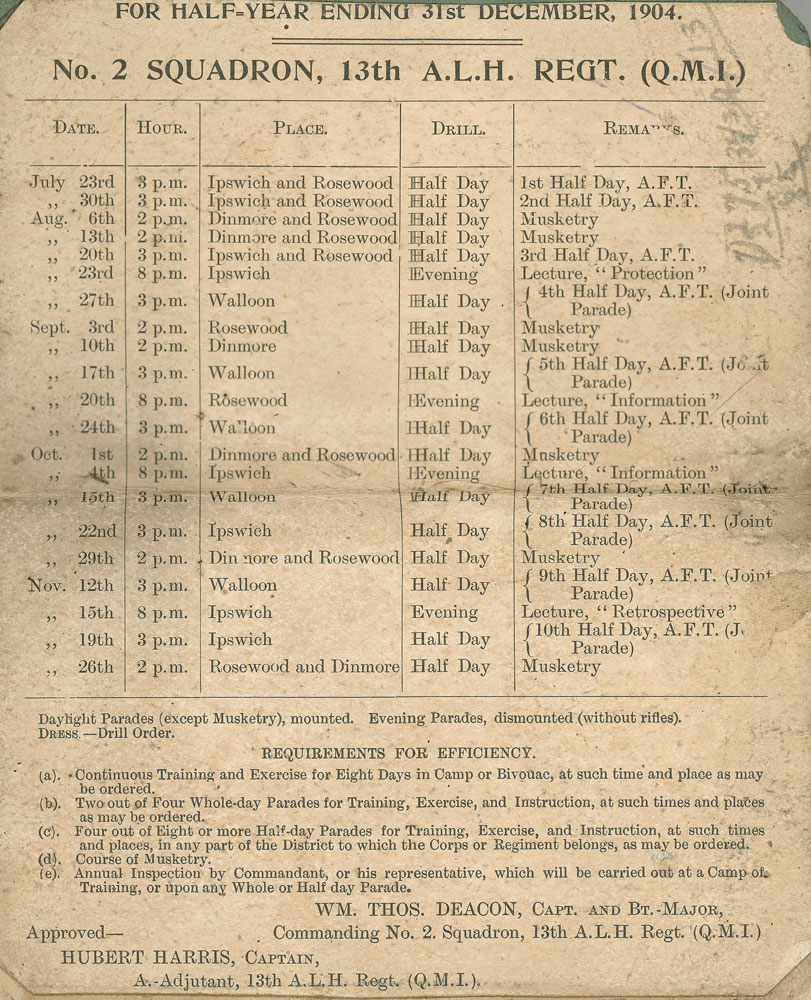 FOR HALF-YEAR ENDING 31st DECEMBER, 1904.
No. 2 SQUADRON, 13th A.L.H. REGT. (Q.M.I.)
DATE. HOUR. PLACE. DRILL. REMARKS.
July 23rd 3 p.m. Ipswich and Rosewood Half Day 1st Half Day, A.F.T.
,, 30th 3 p.m. Ipswich and Rosewood Half Day 2nd Half Day, A.F.T.
Aug. 6th 2 p.m. Dinmore and Rosewood Half Day Musketry
,, 13th 2 p.m. Dinmore and Rosewood Half Day Musketry
,, 20th 3 p.m. Ipswich and Rosewood Half Day 3rd Half Day, A.F.T.
,, 23rd 8 p.m. Ipswich Evening Lecture, "Protection"
,, 27th 3 p.m. Walloon Half Day 4th Half Day, A.F.T. (Joint
Parade)
Sept. 3rd 2 p.m. Rosewood Half Day Musketry
,, 10th 2 p.m. Dinmore Half Day Musketry
,, 17th 3 p.m. Walloon Half Day 5th Half Day, A.F.T. (Joint
Parade)
,, 20th 8 p.m. Rosewood Evening Lecture, "Information"
,, 24th 3 p.m. Walloon Half Day 6th Half Day, A.F.T. (Joint
Parade)
Oct. 1st 2 p.m. Dinmore and Rosewood Half Day Musketry
,, 4th 8 p.m. Ipswich Evening Lecture, "Information"
,, 15th 3 p.m. Walloon Half Day 7th Half Day, A.F.T. (Joint
Parade)
,, 22nd 3 p.m. Ipswich Half Day 8th Half Day, A.F.T. (Joint
Parade)
,, 29th 2 p.m. Dinmore and Rosewood Half Day Musketry
Nov. 12th 3 p.m. Walloon Half Day 9th Half Day, A.F.T. (Joint
Parade)
,, 15th 8 p.m. Ipswich Evening Lecture, "Retrospective"
,, 19th 3 p.m. Ipswich Half Day 10th Half Day, A.F.T. (J
Parade)
,, 26th 2 p.m. Rosewood and Dinmore Half Day Musketry
Daylight Parades (except Musketry), mounted. Evening Parades, dismounted (without rifles).
DRESS.—Drill Order.
REQUIREMENTS FOR EFFICIENCY.
(a). Continuous Training and Exercise for Eight Days in Camp or Bivouac, at such time and place as may
be ordered.
(b). Two out of Four Whole-day Parades for Training, Exercise, and Instruction, at such times and places
as may be ordered.
(c). Four out of Eight or more Half-day Parades for Training, Exercise, and Instruction, at such times
and places, in any part of the District to which the Corps or Regiment belongs, as may be ordered.
(d). Course of Musketry.
(e). Annual Inspection by Commandant, or his representative, which will be carried out at a Camp of
Training, or upon any Whole or Half day Parade.
WM. THOS. DEACON, CAPT. AND BT.-MAJOR,
Approved— Commanding No. 2. Squadron, 13th A.L.H. Regt. (Q.M.I.)
HUBERT HARRIS, CAPTAIN,
A.-Adjutant, 13th A.L.H. Regt. (Q.M.I.).